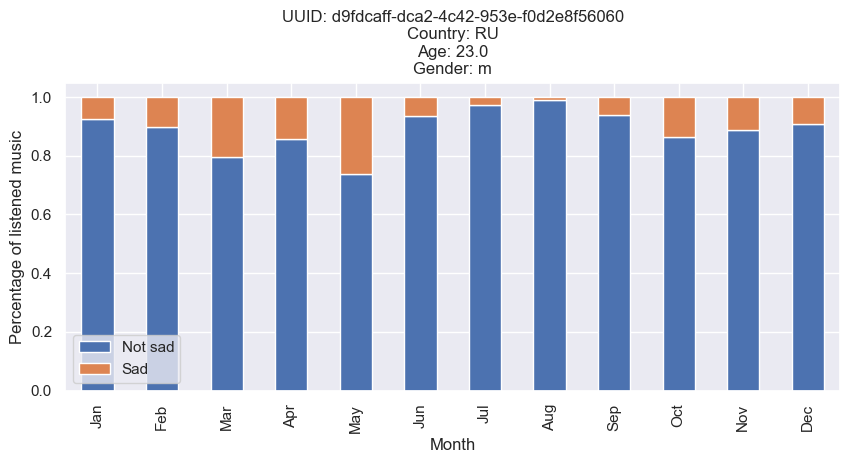 UUID: d9fdcaff-dca2-4c42-953e-f0d2e8f56060
Country: RU
Age: 23.0
Gender: m
Percentage of listened music
1.0
0.8
0.6
0.4
0.2
0.0
Not sad
Sad
Jan
Feb
Mar
Apr
May
Jun
Jul
Aug
Sep
Oct
Nov
Dec
Month